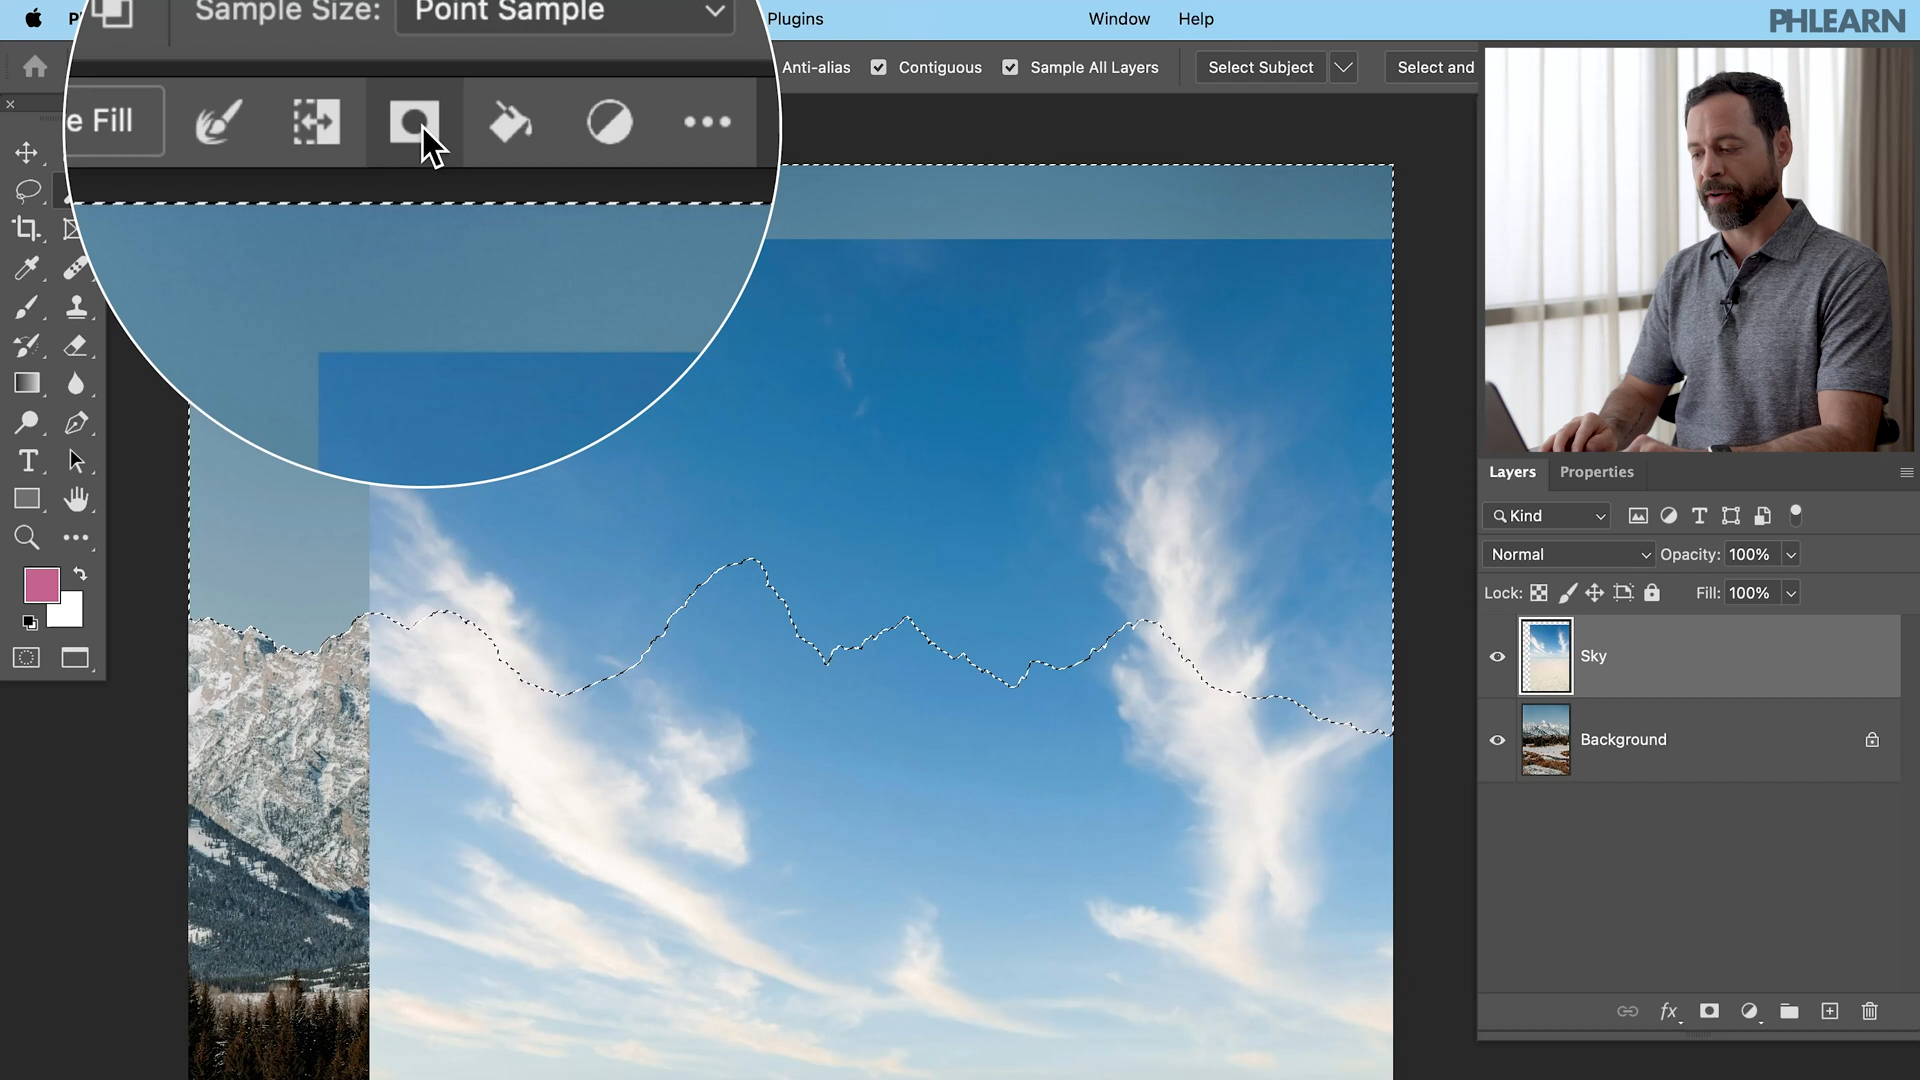 P
Plugins
Window
Help
PHLEARN
Sample Size: Point Sample
Anti-alias
Contiguous
Sample All Layers
Select Subject
Select and
e Fill
Layers
Properties
Kind
Normal
Opacity: 100%
Lock:
Fill: 100%
Sky
Background
fx